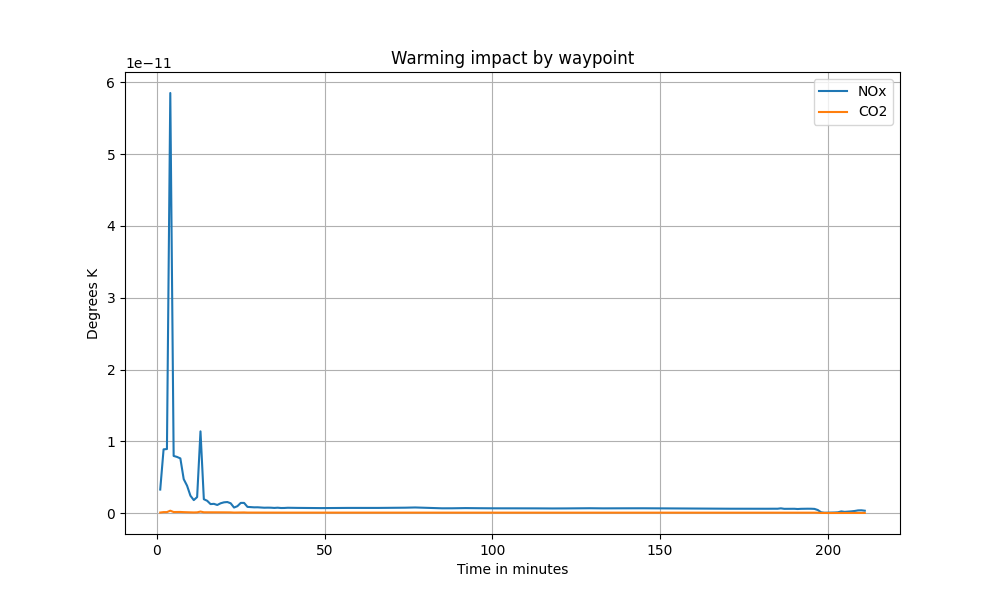 Warming impact by waypoint
1e−11
NOx
CO2
6
5
4
3
2
1
0
Degrees K
0 50 100 150 200
Time in minutes